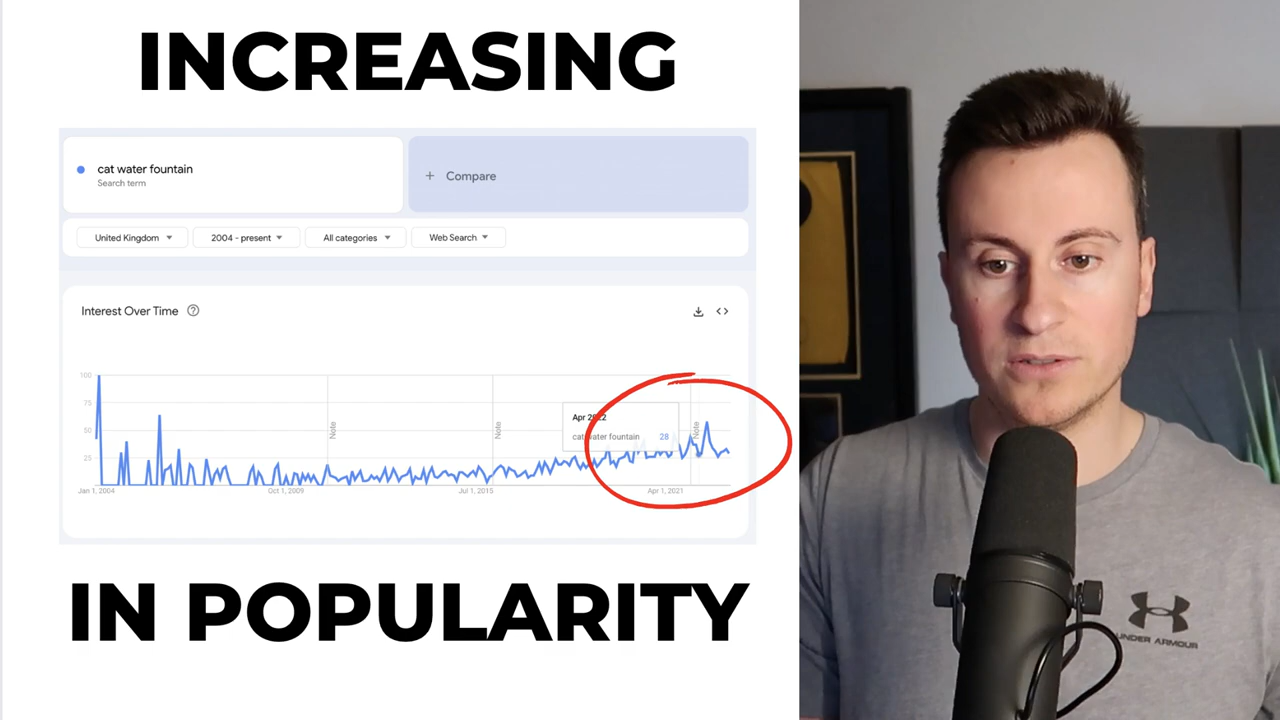 INCREASING
cat water fountain
Search term
+ Compare
United Kingdom
2004 - present
All categories
Web Search
Interest Over Time
100
75
50
25
Note
Note
Note
Apr 2022
cat water fountain 28
Jan 1, 2004
Oct 1, 2009
Jul 1, 2015
Apr 1, 2021
IN POPULARITY
UNDER ARMOUR